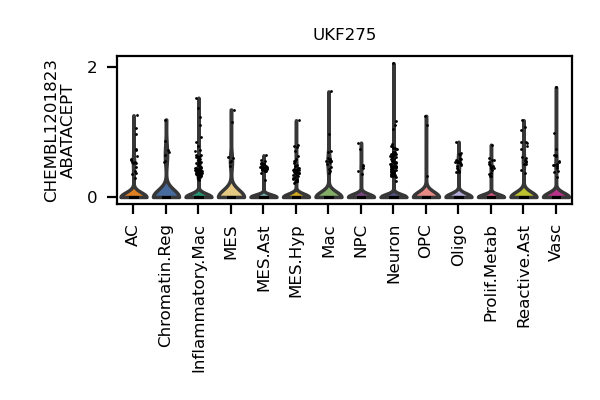 UKF275
CHEMBL1201823
ABATACEPT
2
0
AC
Chromatin.Reg
Inflammatory.Mac
MES
MES.Ast
MES.Hyp
Mac
NPC
Neuron
OPC
Oligo
Prolif.Metab
Reactive.Ast
Vasc